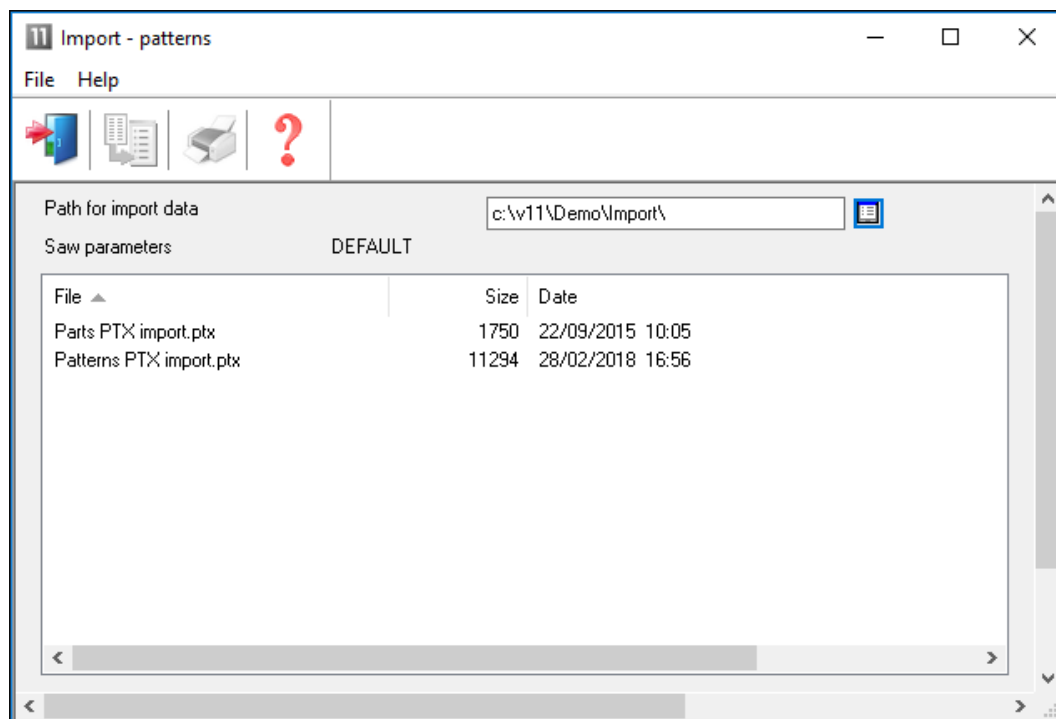 11 Import - patterns
File Help
?
Path for import data c:\v11\Demo\Import\
Saw parameters DEFAULT
File Size Date
Parts PTX import.ptx 1750 22/09/2015 10:05
Patterns PTX import.ptx 11294 28/02/2018 16:56